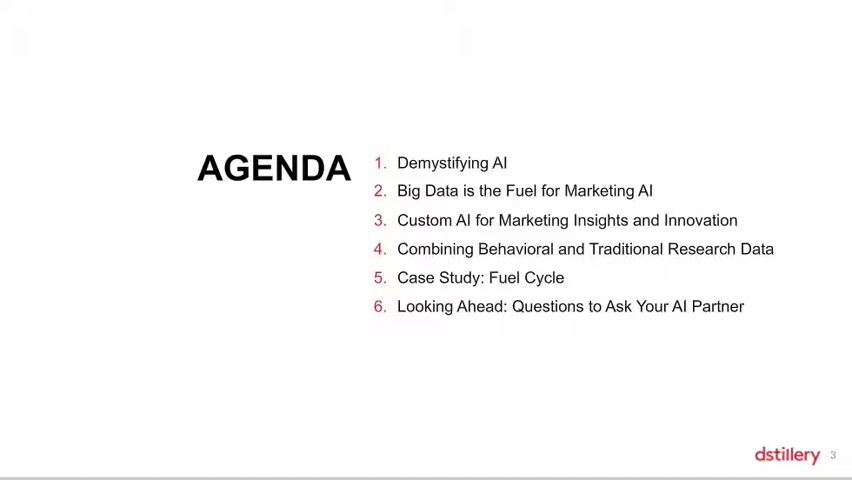 AGENDA
1. Demystifying AI
2. Big Data is the Fuel for Marketing AI
3. Custom AI for Marketing Insights and Innovation
4. Combining Behavioral and Traditional Research Data
5. Case Study: Fuel Cycle
6. Looking Ahead: Questions to Ask Your AI Partner
dstillery 3